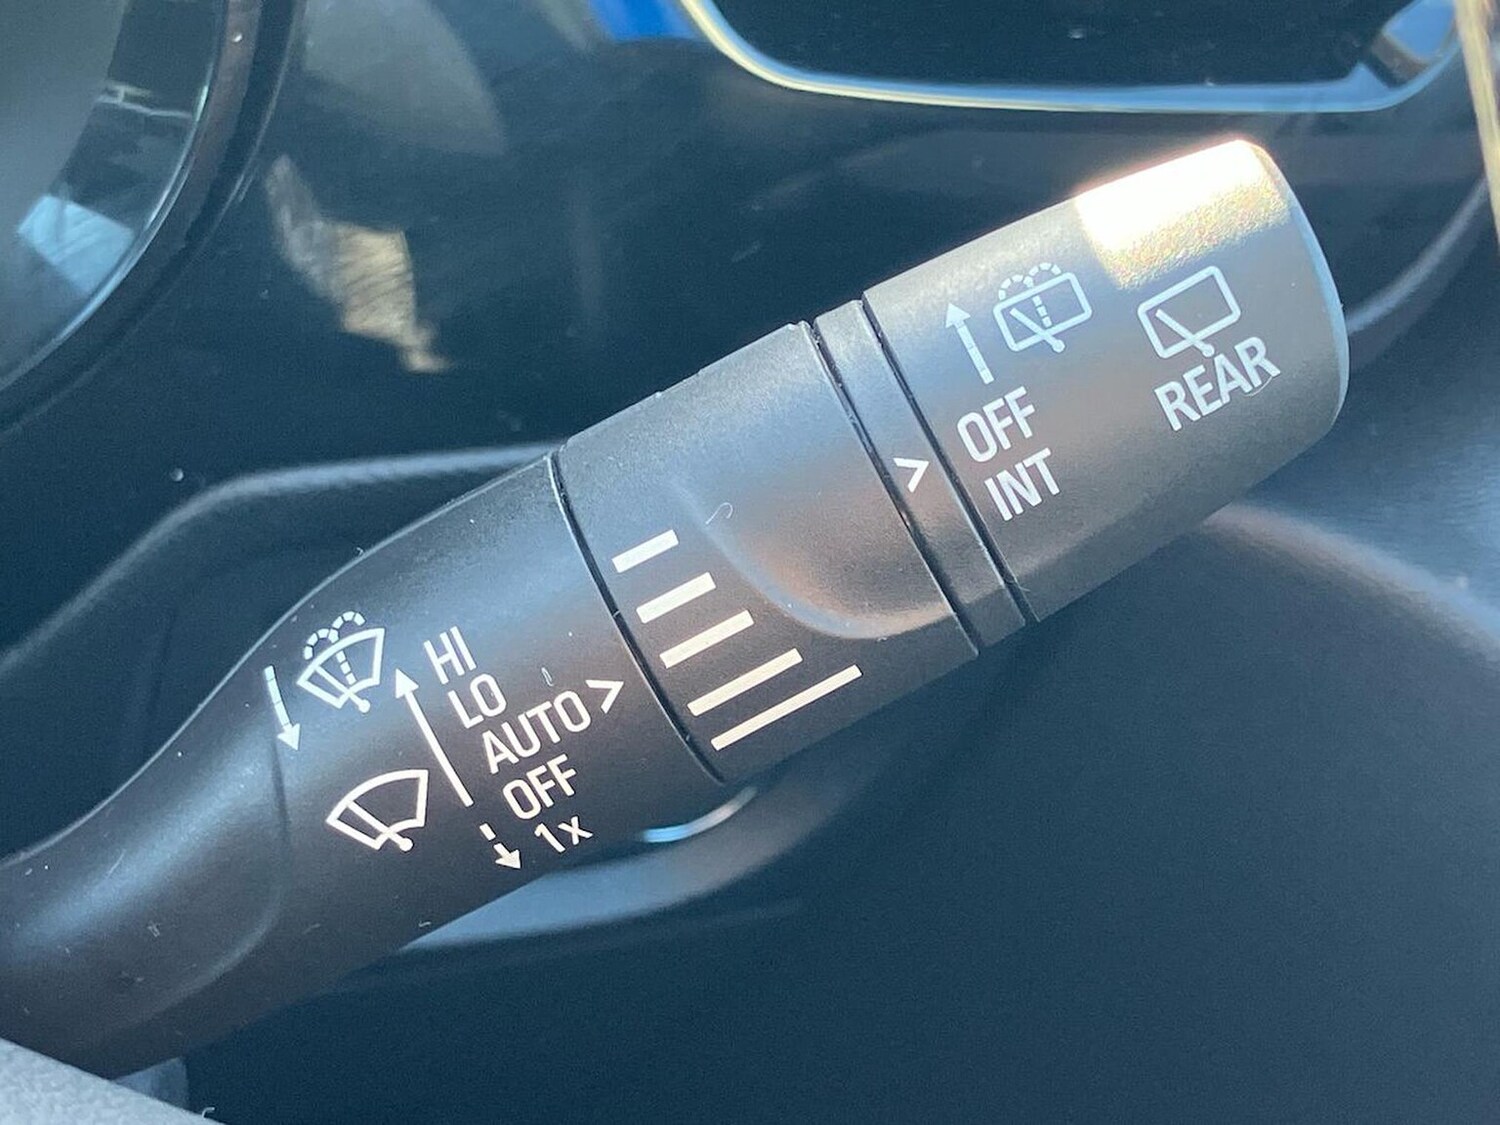 HI
LO
AUTO >
OFF
1x
>
OFF
INT
REAR